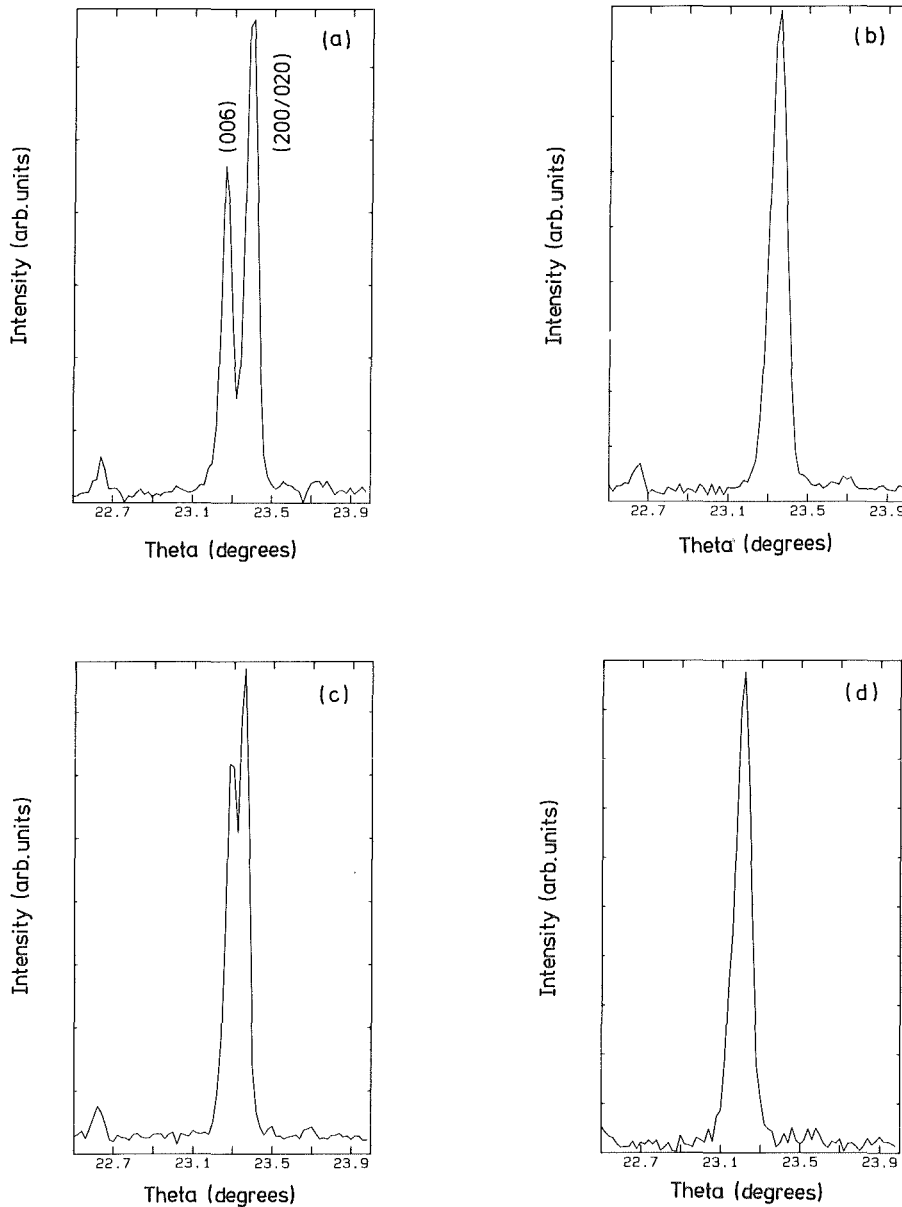 (a)
(006)
(200/020)
Intensity (arb.units)
22.7 23.1 23.5 23.9
Theta (degrees)
(b)
Intensity (arb.units)
22.7 23.1 23.5 23.9
Theta (degrees)
(c)
Intensity (arb.units)
22.7 23.1 23.5 23.9
Theta (degrees)
(d)
Intensity (arb.units)
22.7 23.1 23.5 23.9
Theta (degrees)